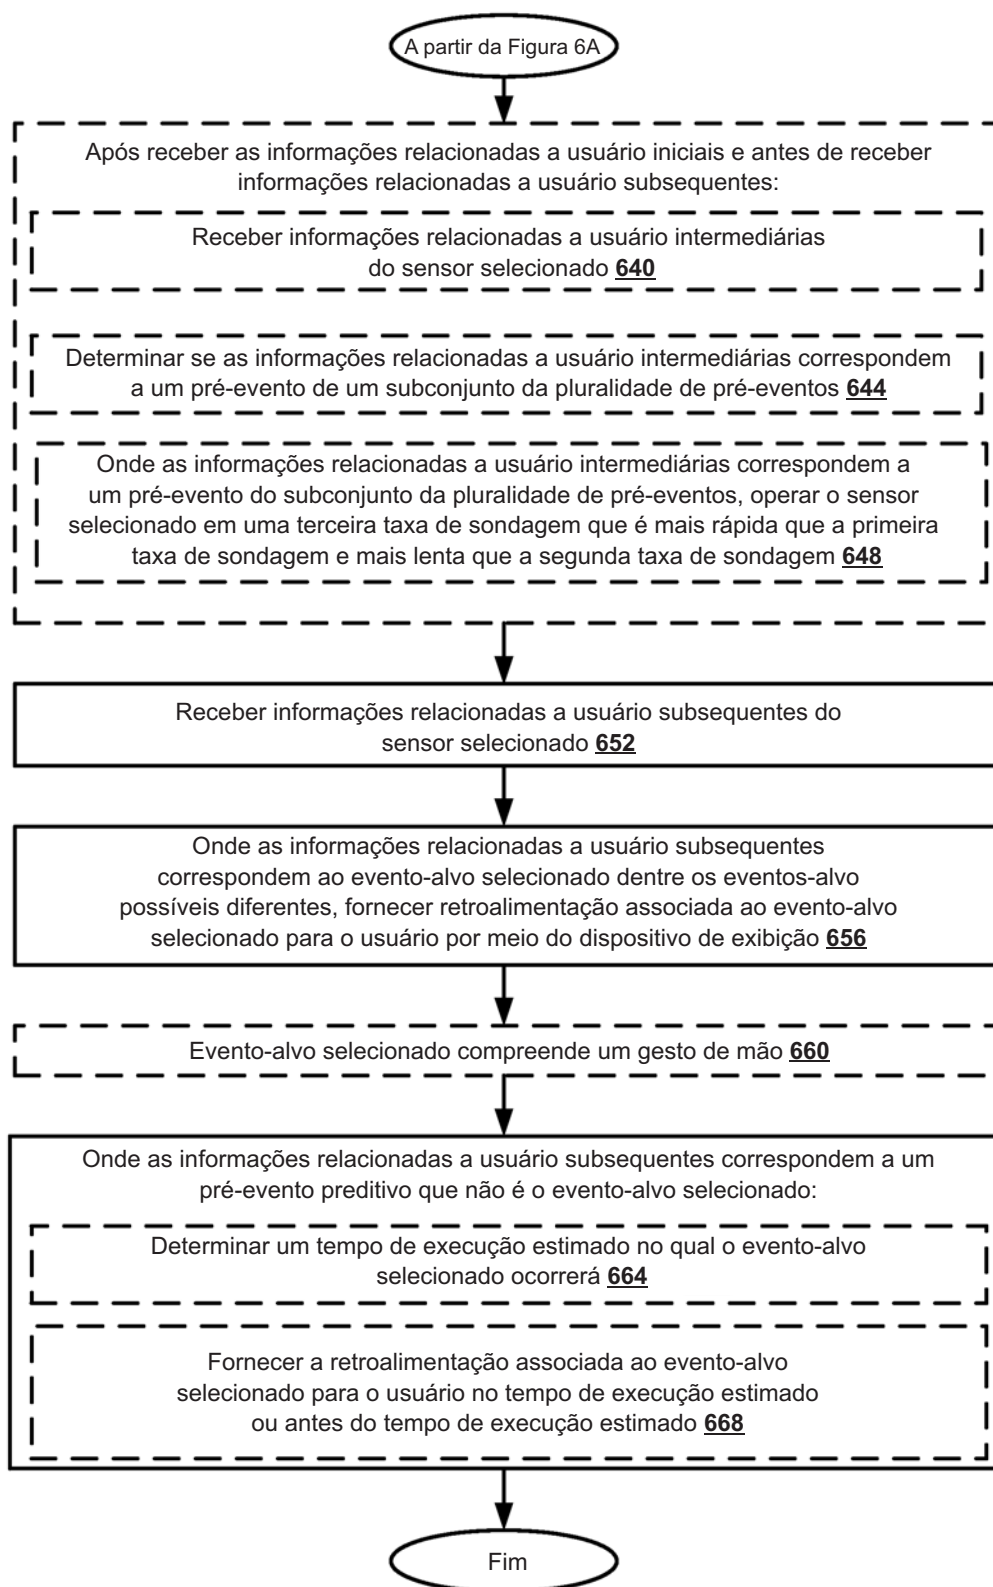 A partir da Figura 6A
Após receber as informações relacionadas a usuário iniciais e antes de receber
informações relacionadas a usuário subsequentes:
Receber informações relacionadas a usuário intermediárias
do sensor selecionado 640
Determinar se as informações relacionadas a usuário intermediárias correspondem
a um pré-evento de um subconjunto da pluralidade de pré-eventos 644
Onde as informações relacionadas a usuário intermediárias correspondem a
um pré-evento do subconjunto da pluralidade de pré-eventos, operar o sensor
selecionado em uma terceira taxa de sondagem que é mais rápida que a primeira
taxa de sondagem e mais lenta que a segunda taxa de sondagem 648
Receber informações relacionadas a usuário subsequentes do
sensor selecionado 652
Onde as informações relacionadas a usuário subsequentes
correspondem ao evento-alvo selecionado dentre os eventos-alvo
possíveis diferentes, fornecer retroalimentação associada ao evento-alvo
selecionado para o usuário por meio do dispositivo de exibição 656
Evento-alvo selecionado compreende um gesto de mão 660
Onde as informações relacionadas a usuário subsequentes correspondem a um
pré-evento preditivo que não é o evento-alvo selecionado:
Determinar um tempo de execução estimado no qual o evento-alvo
selecionado ocorrerá 664
Fornecer a retroalimentação associada ao evento-alvo
selecionado para o usuário no tempo de execução estimado
ou antes do tempo de execução estimado 668
Fim